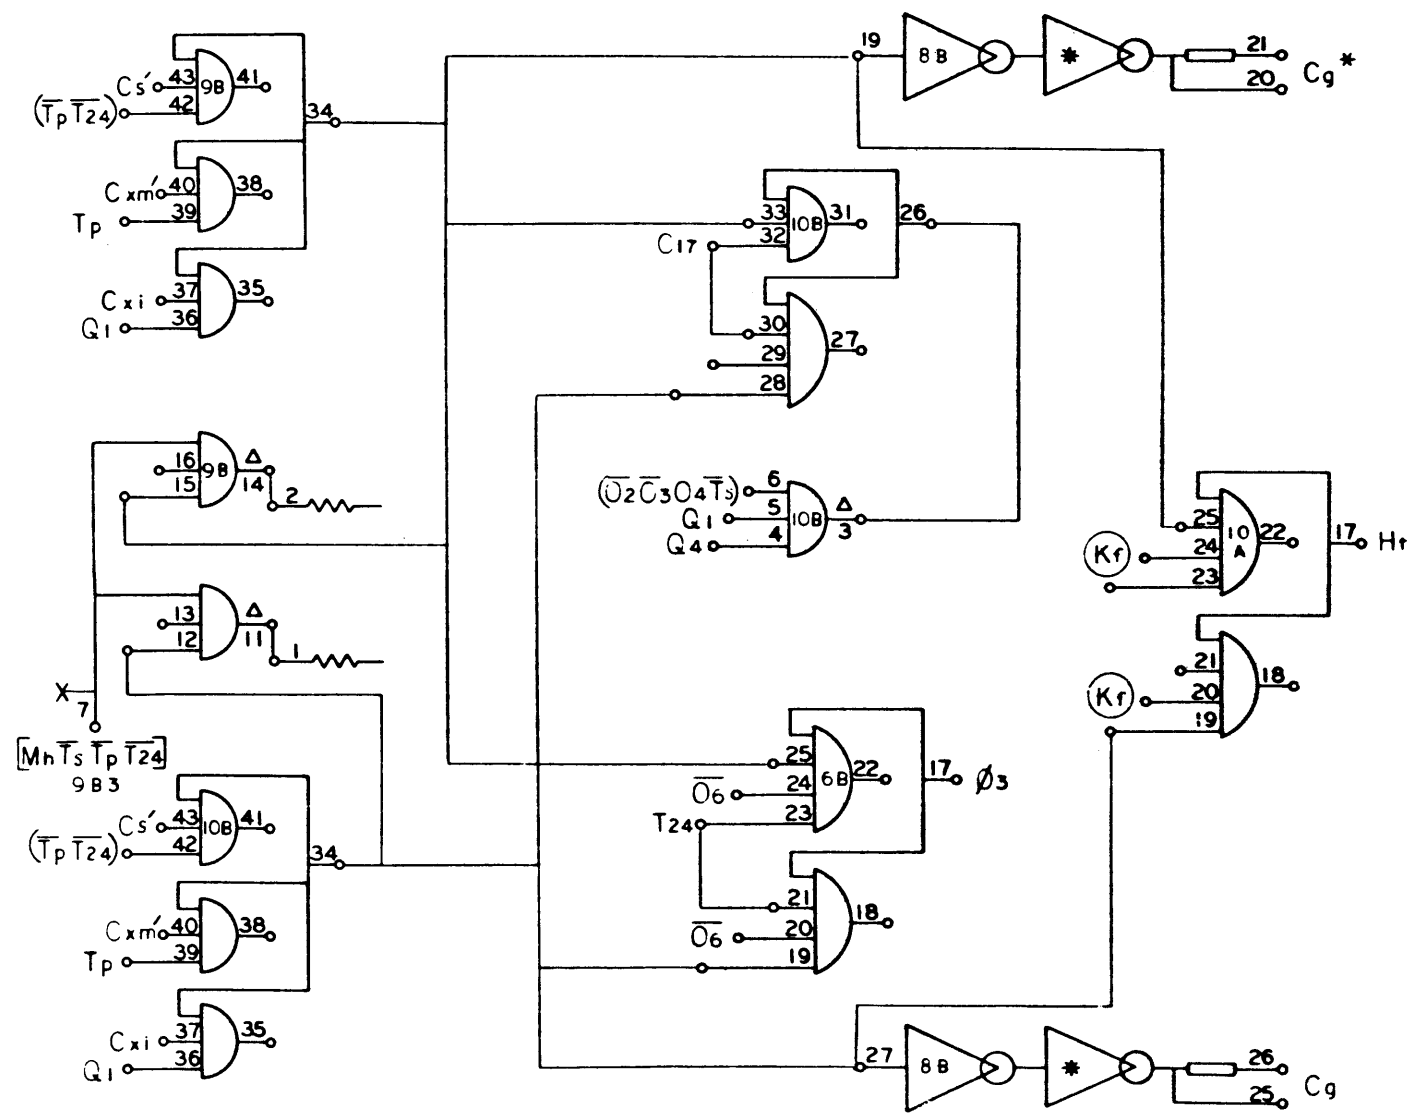 43 9B 41
Cs'
42
(T̅p T̅24)
34
Cxm' 40 38
Tp 39
Cxi 37 35
Q1 36
19 8B * 21
20 Cg*
33 10B 31 26
C17 32
30
29 27
28
16 9B Δ
15 14 2
13 Δ
12 11 1
X
7
[Mh T̅s T̅p T̅24]
9B3
(O̅2 O̅3 O4 T̅s) 6
Q1 5 10B Δ
Q4 4 3
25 10 A 22 17 Hr
Kr 24
23
21
Kr 20 18
19
25 6B 22 17 Ø3
O̅6 24
T24 23
21
O̅6 20 18
19
Cs' 43 10B 41
(T̅p T̅24) 42
34
Cxm' 40 38
Tp 39
Cxi 37 35
Q1 36
27 8B * 26
25 Cg